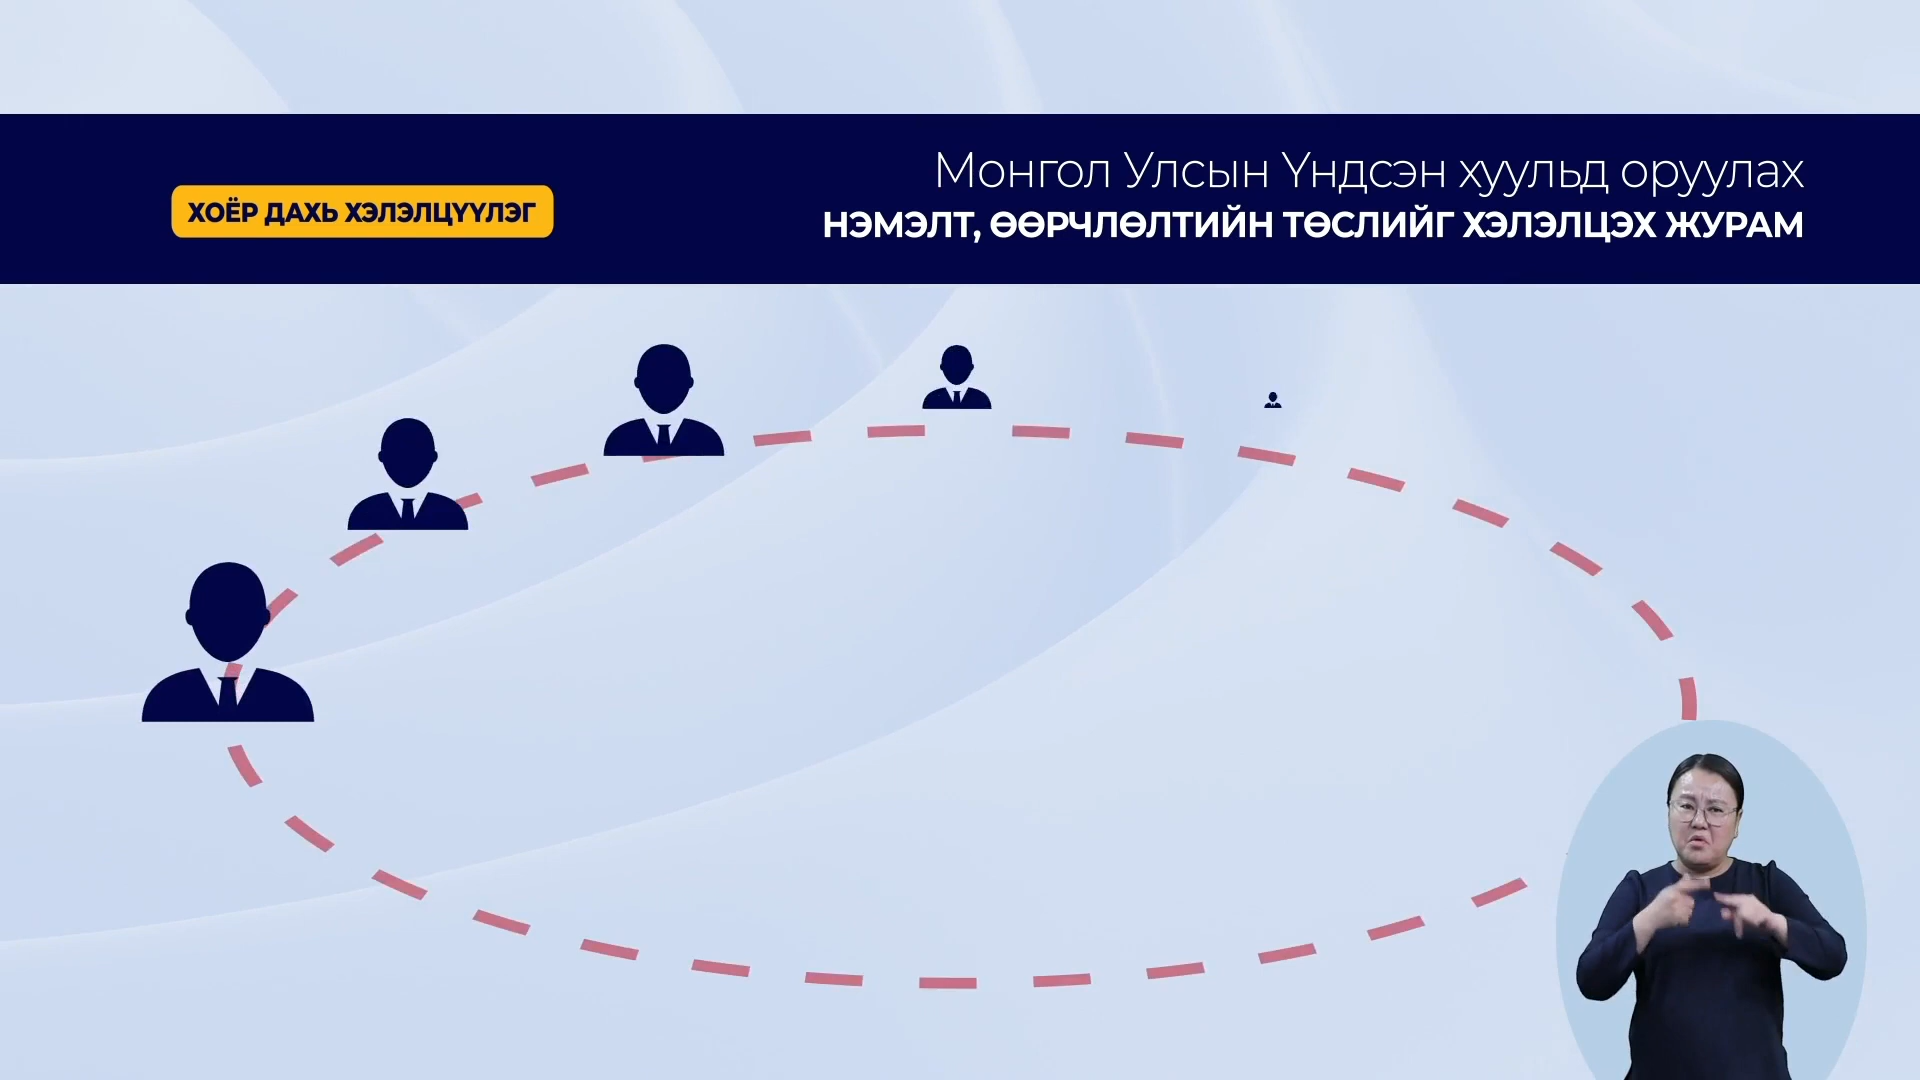 ХОЁР ДАХЬ ХЭЛЭЛЦҮҮЛЭГ
Монгол Улсын Үндсэн хуульд оруулах
НЭМЭЛТ, ӨӨРЧЛӨЛТИЙН ТӨСЛИЙГ ХЭЛЭЛЦЭХ ЖУРАМ